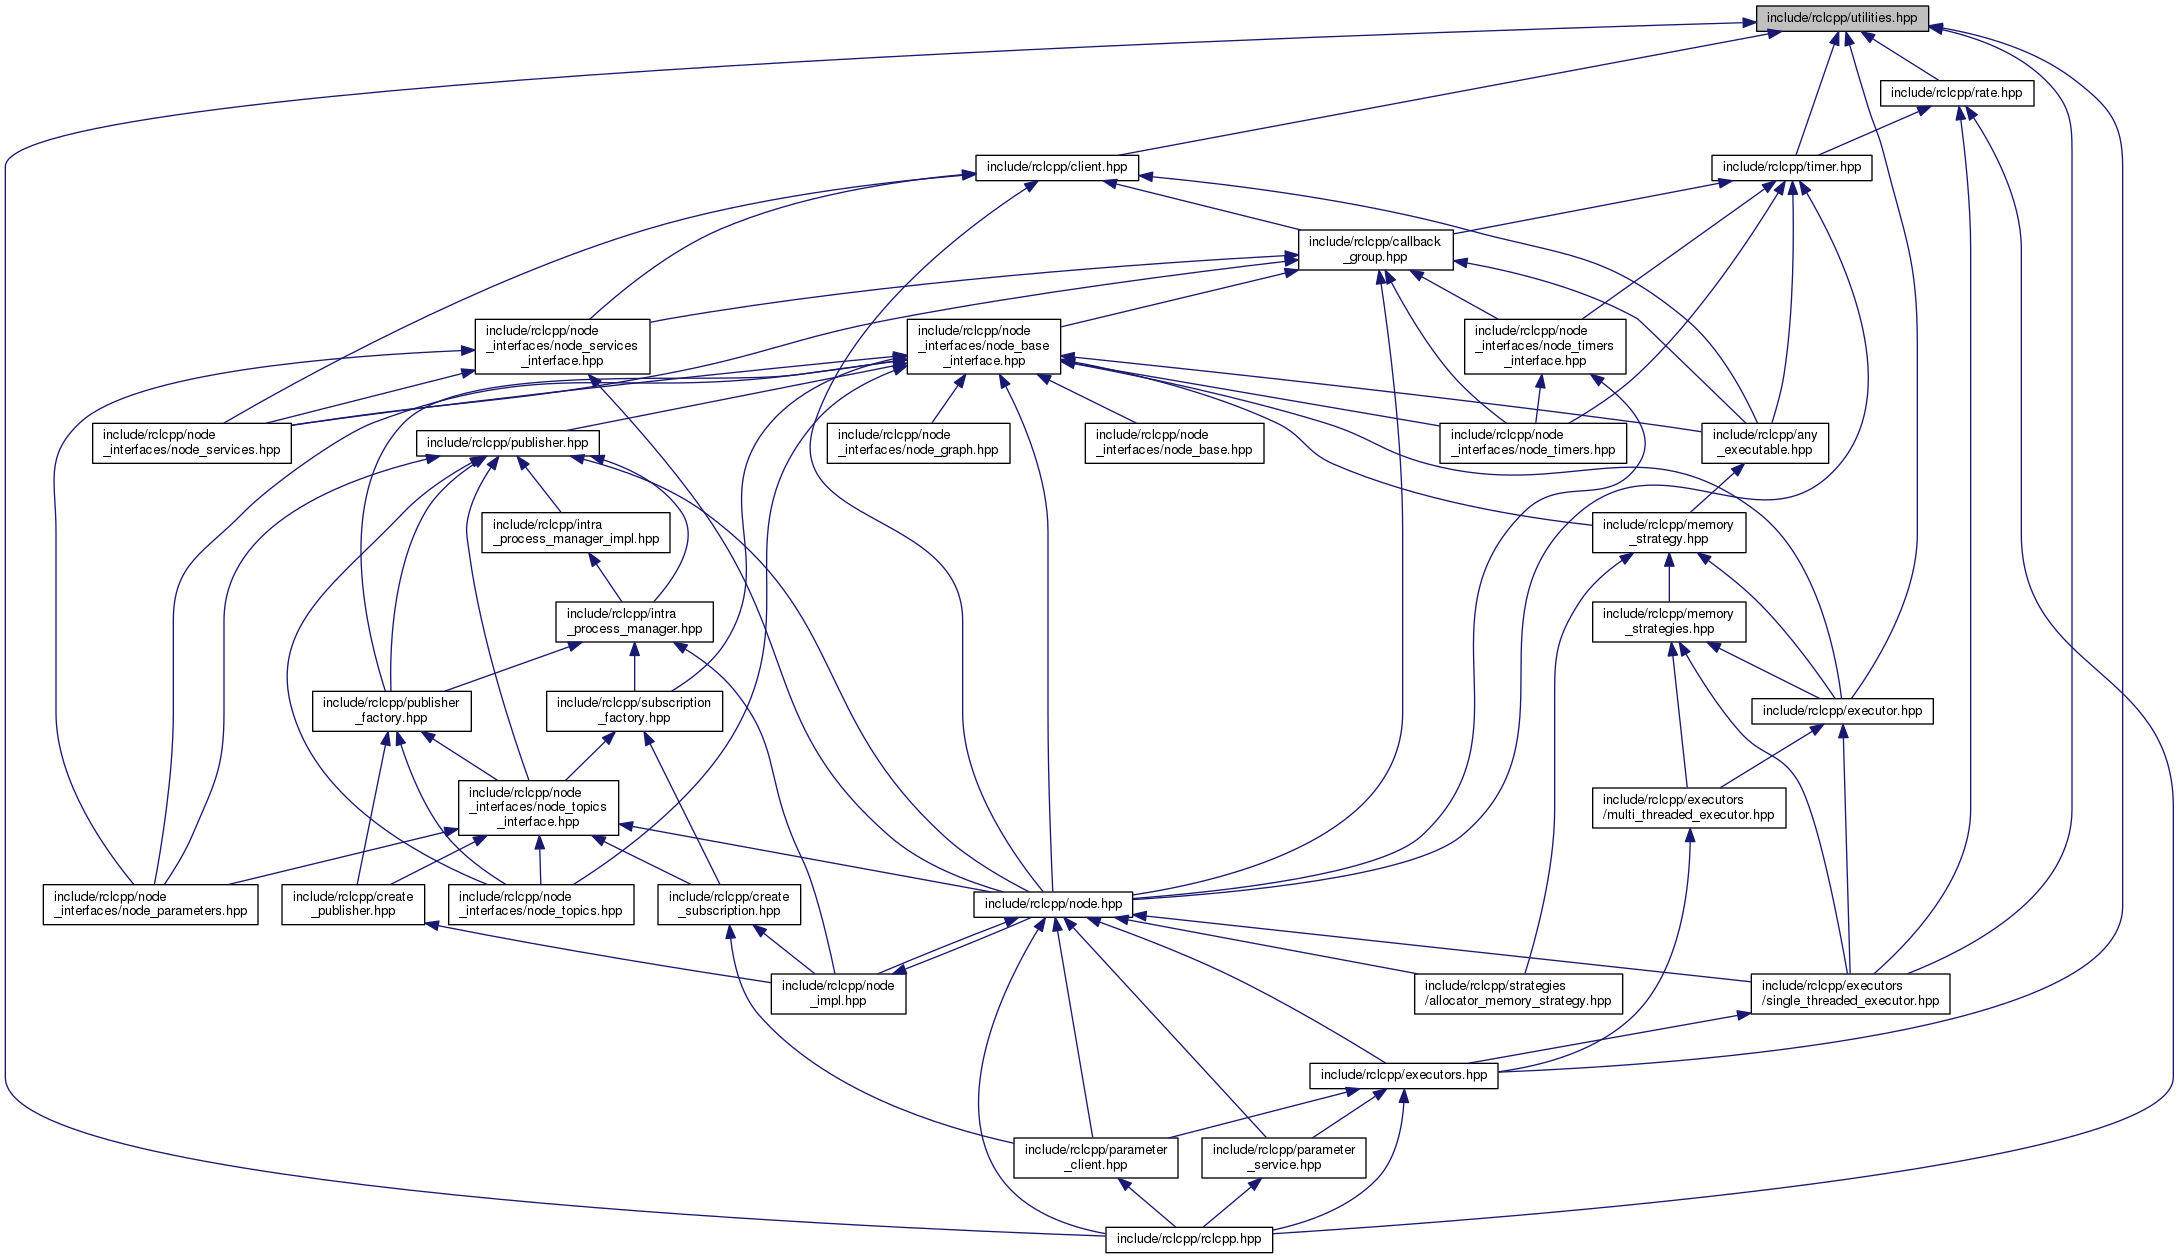 include/rclcpp/utilities.hpp
include/rclcpp/rate.hpp
include/rclcpp/client.hpp
include/rclcpp/timer.hpp
include/rclcpp/callback
_group.hpp
include/rclcpp/node
_interfaces/node_services
_interface.hpp
include/rclcpp/node
_interfaces/node_base
_interface.hpp
include/rclcpp/node
_interfaces/node_timers
_interface.hpp
include/rclcpp/node
_interfaces/node_services.hpp
include/rclcpp/publisher.hpp
include/rclcpp/node
_interfaces/node_graph.hpp
include/rclcpp/node
_interfaces/node_base.hpp
include/rclcpp/node
_interfaces/node_timers.hpp
include/rclcpp/any
_executable.hpp
include/rclcpp/intra
_process_manager_impl.hpp
include/rclcpp/memory
_strategy.hpp
include/rclcpp/intra
_process_manager.hpp
include/rclcpp/memory
_strategies.hpp
include/rclcpp/publisher
_factory.hpp
include/rclcpp/subscription
_factory.hpp
include/rclcpp/executor.hpp
include/rclcpp/node
_interfaces/node_topics
_interface.hpp
include/rclcpp/executors
/multi_threaded_executor.hpp
include/rclcpp/node
_interfaces/node_parameters.hpp
include/rclcpp/create
_publisher.hpp
include/rclcpp/node
_interfaces/node_topics.hpp
include/rclcpp/create
_subscription.hpp
include/rclcpp/node.hpp
include/rclcpp/node
_impl.hpp
include/rclcpp/strategies
/allocator_memory_strategy.hpp
include/rclcpp/executors
/single_threaded_executor.hpp
include/rclcpp/executors.hpp
include/rclcpp/parameter
_client.hpp
include/rclcpp/parameter
_service.hpp
include/rclcpp/rclcpp.hpp